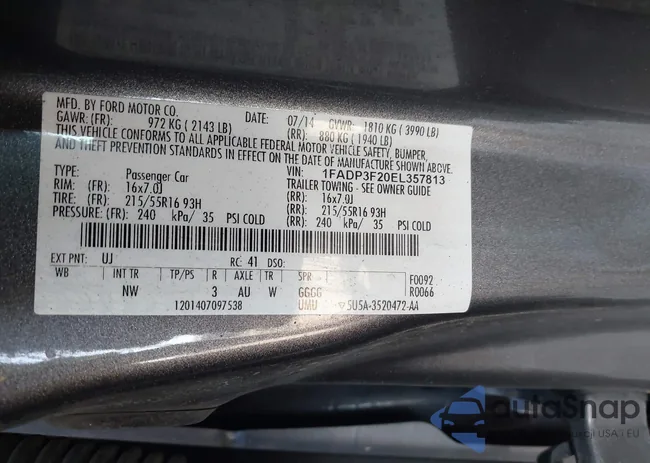 MFD. BY FORD MOTOR CO.
DATE: 07/14 GVWR: 1810 KG ( 3990 LB)
GAWR: (FR): 972 KG ( 2143 LB) (RR): 880 KG ( 1940 LB)
THIS VEHICLE CONFORMS TO ALL APPLICABLE FEDERAL MOTOR VEHICLE SAFETY, BUMPER,
AND THEFT PREVENTION STANDARDS IN EFFECT ON THE DATE OF MANUFACTURE SHOWN ABOVE.
VIN: 1FADP3F20EL357813
TYPE: Passenger Car TRAILER TOWING – SEE OWNER GUIDE
RIM: (FR) 16x7.0J (RR): 16x7.0J
TIRE: (FR) 215/55R16 93H (RR): 215/55R16 93H
PRESSURE: (FR) 240 kPa/ 35 PSI COLD (RR): 240 kPa/ 35 PSI COLD
EXT PNT: UJ RC: 41 DSO:
WB INT TR TP/PS R AXLE TR SPR F0092
NW 3 AU W GGGG R0066
1201407097538 UMU 5U5A-3520472-AA
autoSnap
USA | EU